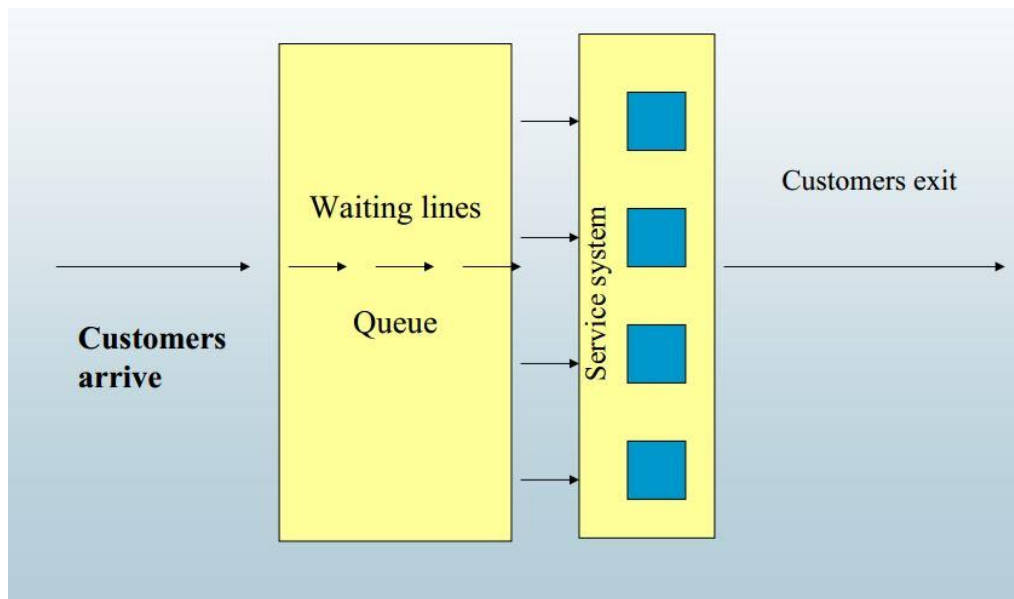 Customers
arrive
Waiting lines
Queue
Service system
Customers exit